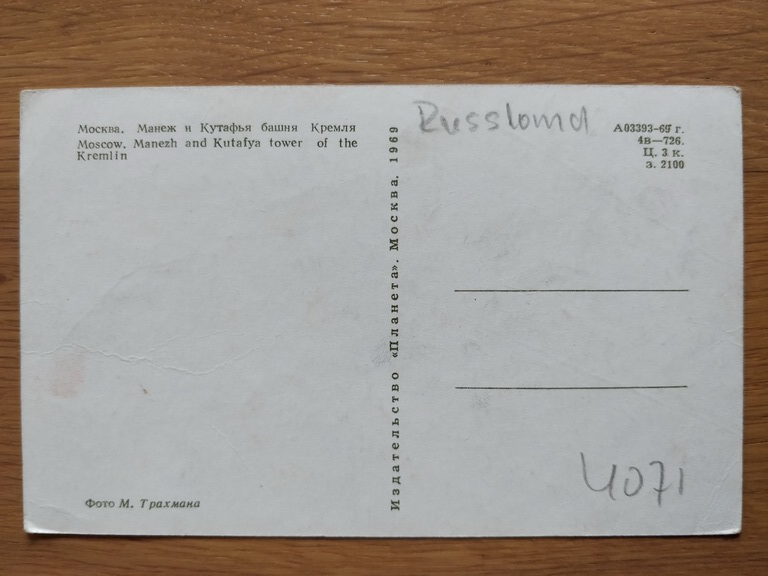 Москва. Манеж и Кутафья башня Кремля
Moscow. Manezh and Kutafya tower of the
Kremlin
Фото М. Трахмана
Издательство «Планета». Москва. 1969
Russland
А03393-69 г.
4в—726.
Ц. 3 к.
з. 2100
4071